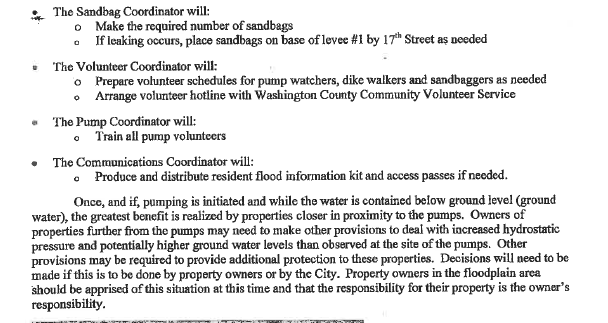 • The Sandbag Coordinator will:
o Make the required number of sandbags
o If leaking occurs, place sandbags on base of levee #1 by 17th Street as needed
• The Volunteer Coordinator will:
o Prepare volunteer schedules for pump watchers, dike walkers and sandbaggers as needed
o Arrange volunteer hotline with Washington County Community Volunteer Service
• The Pump Coordinator will:
o Train all pump volunteers
• The Communications Coordinator will:
o Produce and distribute resident flood information kit and access passes if needed.
Once, and if, pumping is initiated and while the water is contained below ground level (ground
water), the greatest benefit is realized by properties closer in proximity to the pumps. Owners of
properties further from the pumps may need to make other provisions to deal with increased hydrostatic
pressure and potentially higher ground water levels than observed at the site of the pumps. Other
provisions may be required to provide additional protection to these properties. Decisions will need to be
made if this is to be done by property owners or by the City. Property owners in the floodplain area
should be apprised of this situation at this time and that the responsibility for their property is the owner's
responsibility.